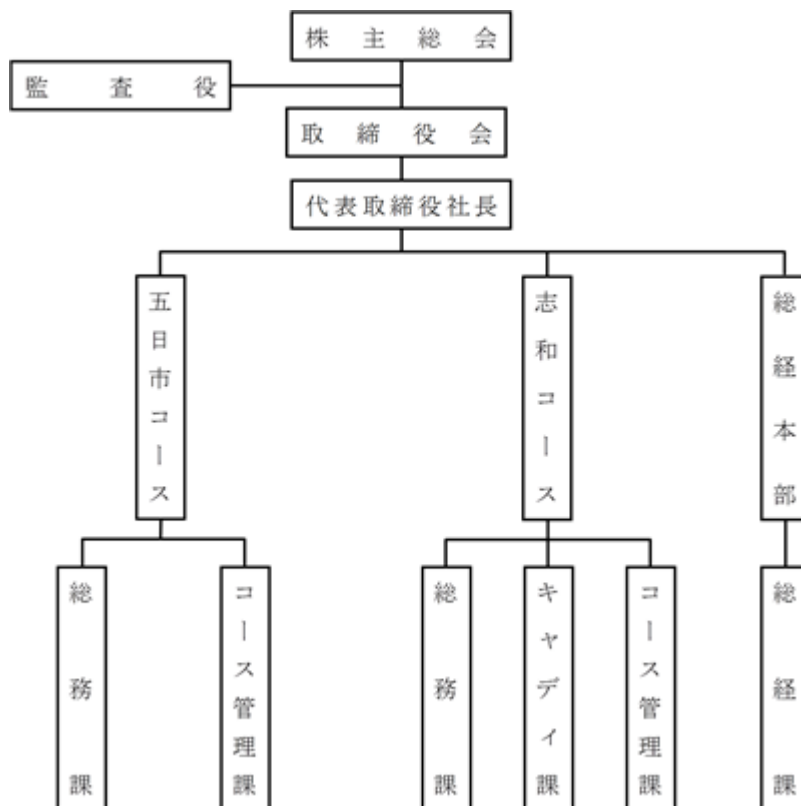 株主総会
監査役
取締役会
代表取締役社長
五日市コース
志和コース
総経本部
総務課
コース管理課
総務課
キャディ課
コース管理課
総経課